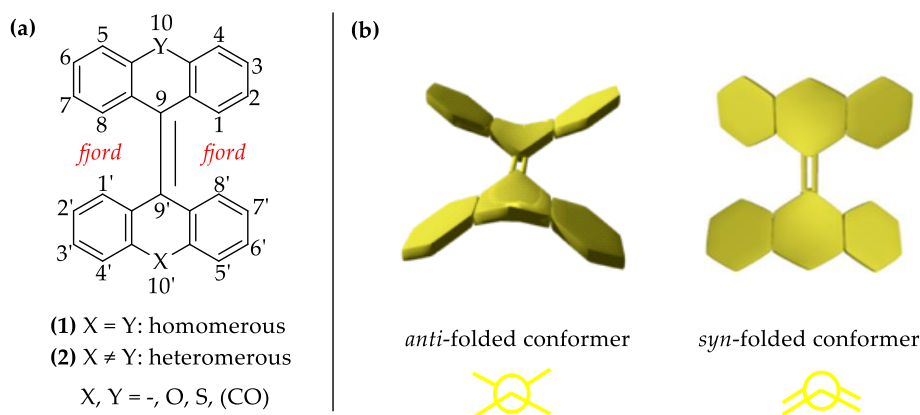 (a)
10
5 Y 4
6 3
7 9 2
8 1
fjord fjord
1' 8'
2' 9' 7'
3' X 6'
4' 10' 5'
(1) X = Y: homomerous
(2) X ≠ Y: heteromerous
X, Y = -, O, S, (CO)
(b)
anti-folded conformer
syn-folded conformer